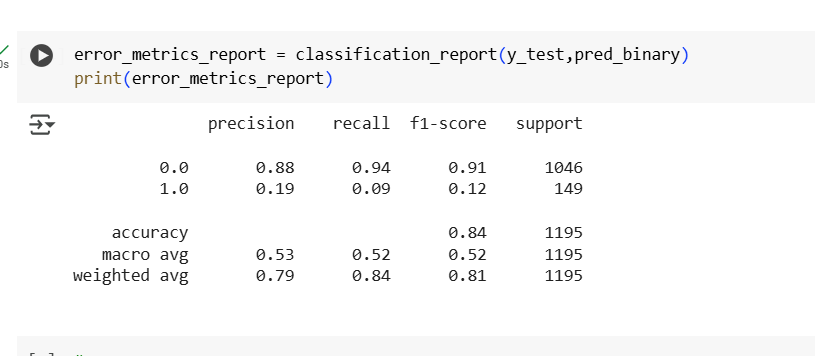 error_metrics_report = classification_report(y_test,pred_binary)
0s
print(error_metrics_report)
precision recall f1-score support
0.0 0.88 0.94 0.91 1046
1.0 0.19 0.09 0.12 149
accuracy 0.84 1195
macro avg 0.53 0.52 0.52 1195
weighted avg 0.79 0.84 0.81 1195